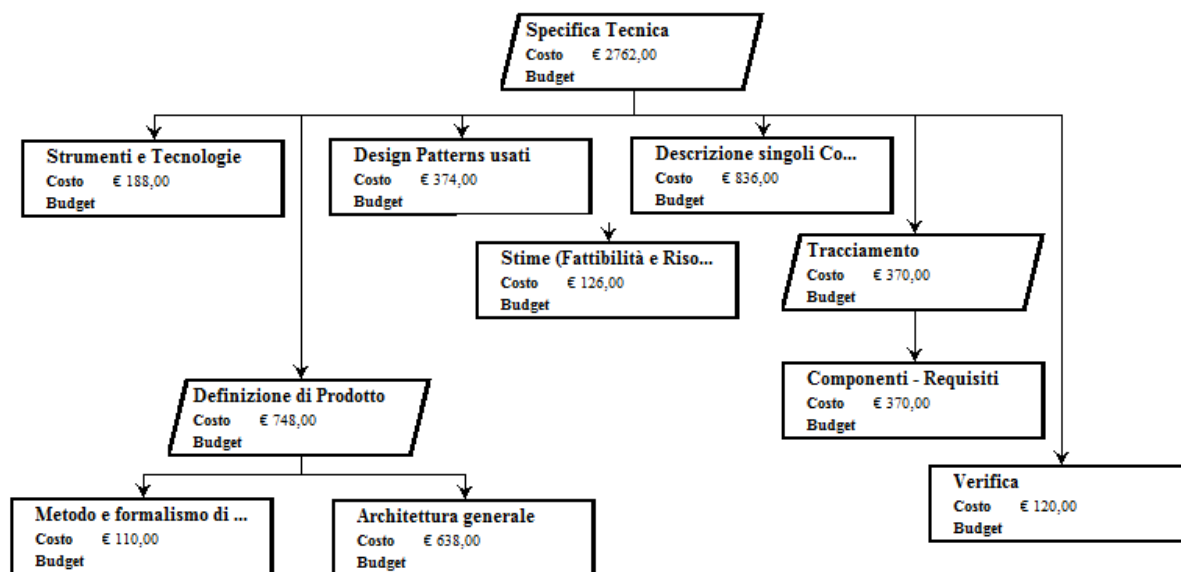 Specifica Tecnica
Costo € 2762,00
Budget
Strumenti e Tecnologie
Costo € 188,00
Budget
Design Patterns usati
Costo € 374,00
Budget
Descrizione singoli Co...
Costo € 836,00
Budget
Stime (Fattibilità e Riso...
Costo € 126,00
Budget
Tracciamento
Costo € 370,00
Budget
Componenti - Requisiti
Costo € 370,00
Budget
Definizione di Prodotto
Costo € 748,00
Budget
Metodo e formalismo di ...
Costo € 110,00
Budget
Architettura generale
Costo € 638,00
Budget
Verifica
Costo € 120,00
Budget